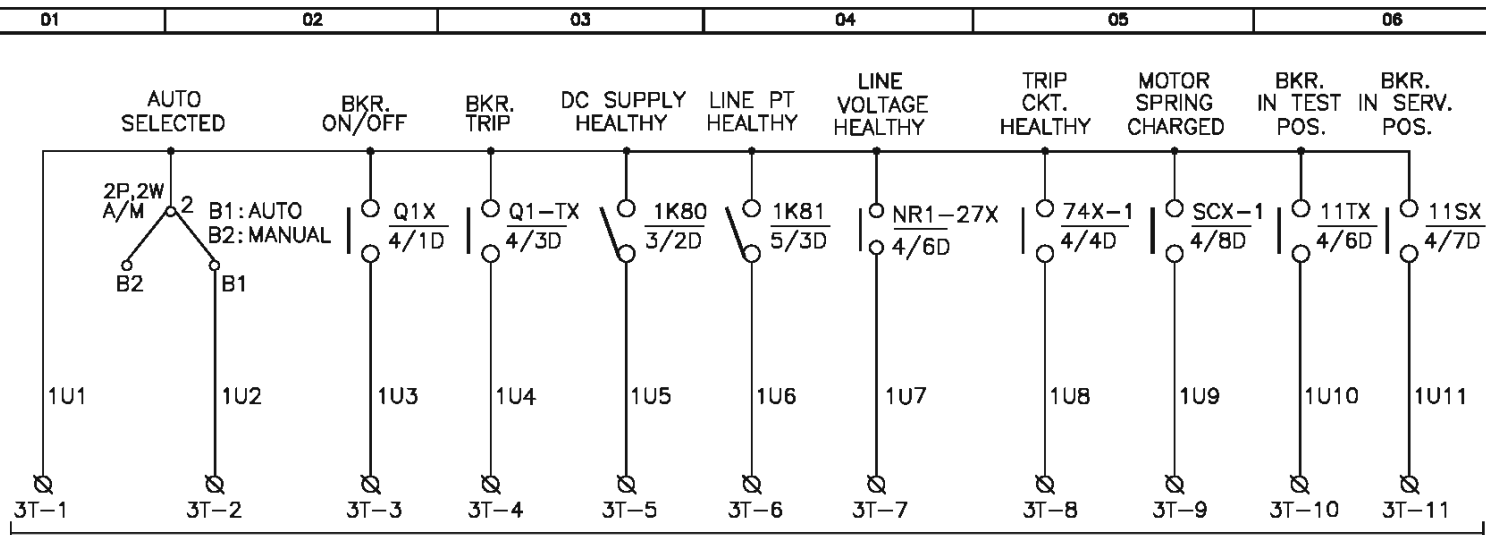 01 02 03 04 05 06
AUTO
SELECTED
BKR.
ON/OFF
BKR.
TRIP
DC SUPPLY
HEALTHY
LINE PT
HEALTHY
LINE
VOLTAGE
HEALTHY
TRIP
CKT.
HEALTHY
MOTOR
SPRING
CHARGED
BKR.
IN TEST
POS.
BKR.
IN SERV.
POS.
2P,2W
A/M
2
B1:AUTO
B2:MANUAL
B2
B1
Q1X
4/1D
Q1-TX
4/3D
1K80
3/2D
1K81
5/3D
NR1-27X
4/6D
74X-1
4/4D
SCX-1
4/8D
11TX
4/6D
11SX
4/7D
1U1 1U2 1U3 1U4 1U5 1U6 1U7 1U8 1U9 1U10 1U11
3T-1 3T-2 3T-3 3T-4 3T-5 3T-6 3T-7 3T-8 3T-9 3T-10 3T-11